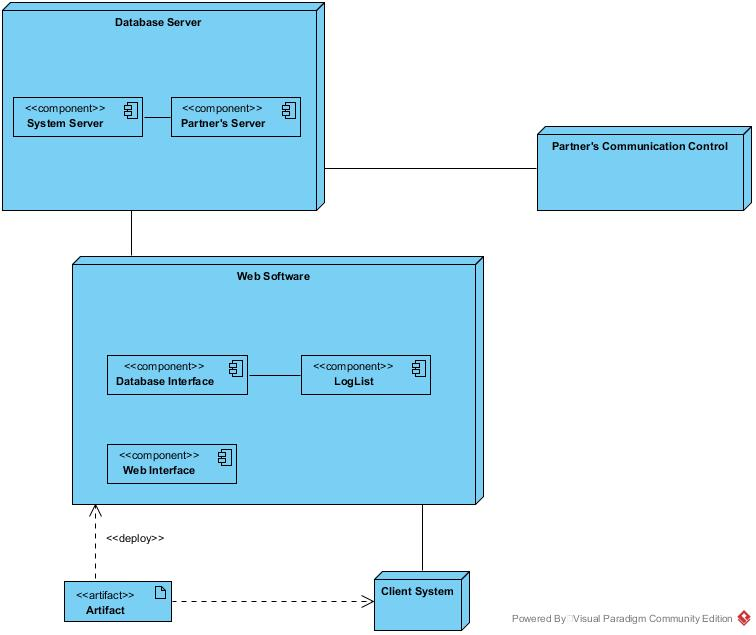 Database Server
<<component>>
System Server
<<component>>
Partner's Server
Partner's Communication Control
Web Software
<<component>>
Database Interface
<<component>>
LogList
<<component>>
Web Interface
<<deploy>>
<<artifact>>
Artifact
Client System
Powered By Visual Paradigm Community Edition